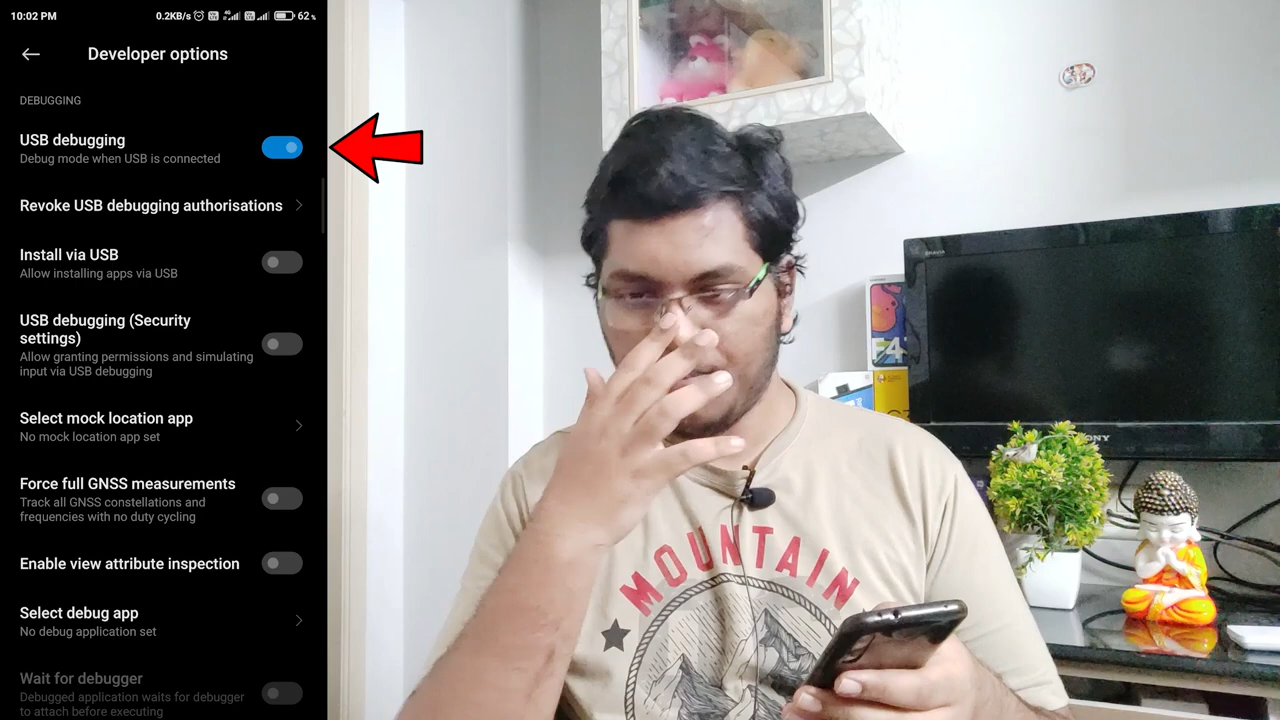 10:02 PM
0.2KB/s
4G
62%
Developer options
DEBUGGING
USB debugging
Debug mode when USB is connected
Revoke USB debugging authorisations
Install via USB
Allow installing apps via USB
USB debugging (Security
settings)
Allow granting permissions and simulating
input via USB debugging
Select mock location app
No mock location app set
Force full GNSS measurements
Track all GNSS constellations and
frequencies with no duty cycling
Enable view attribute inspection
Select debug app
No debug application set
Wait for debugger
Debugged application waits for debugger
to attach before executing
BRAVIA
F41
SONY
MOUNTAIN